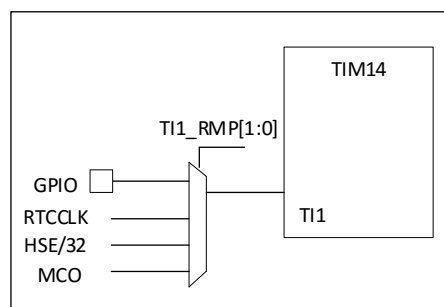 TIM14
TI1_RMP[1:0]
GPIO
RTCCLK
TI1
HSE/32
MCO